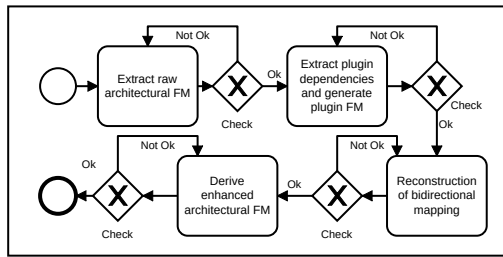 Not Ok
Not Ok
Extract raw
architectural FM
Ok
Extract plugin
dependencies
and generate
plugin FM
Check
Check
Ok
Ok
Not Ok
Not Ok
Derive
enhanced
architectural FM
Ok
Reconstruction
of bidirectional
mapping
Check
Check